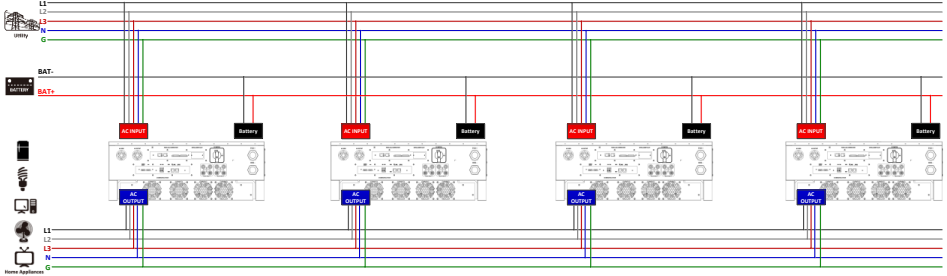 L1
L2
L3
N
G
Utility
BAT-
BATTERY
BAT+
AC INPUT
Battery
AC INPUT
Battery
AC INPUT
Battery
AC INPUT
Battery
AC
OUTPUT
AC
OUTPUT
AC
OUTPUT
AC
OUTPUT
L1
L2
L3
N
G
Home Appliances